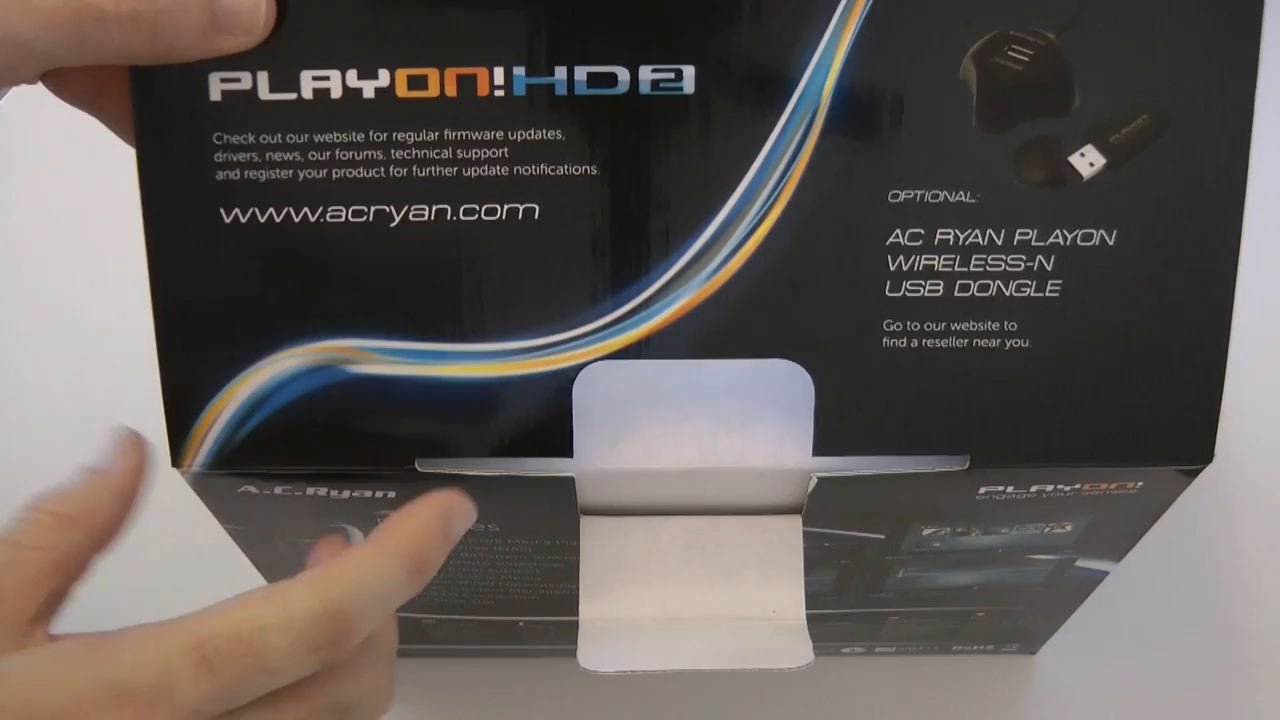 PLAYON!HD2
Check out our website for regular firmware updates,
drivers, news, our forums, technical support
and register your product for further update notifications.
www.acryan.com
OPTIONAL:
AC RYAN PLAYON
WIRELESS-N
USB DONGLE
Go to our website to
find a reseller near you.
A.C.Ryan
PLAYON!
engage your senses